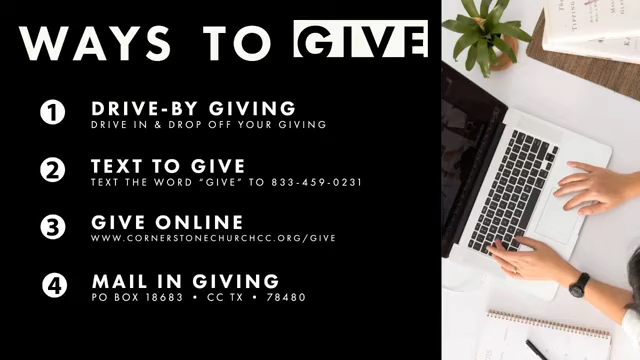 WAYS TO GIVE
1 DRIVE-BY GIVING
DRIVE IN & DROP OFF YOUR GIVING
2 TEXT TO GIVE
TEXT THE WORD “GIVE” TO 833-459-0231
3 GIVE ONLINE
WWW.CORNERSTONECHURCHCC.ORG/GIVE
4 MAIL IN GIVING
PO BOX 18683 • CC TX • 78480